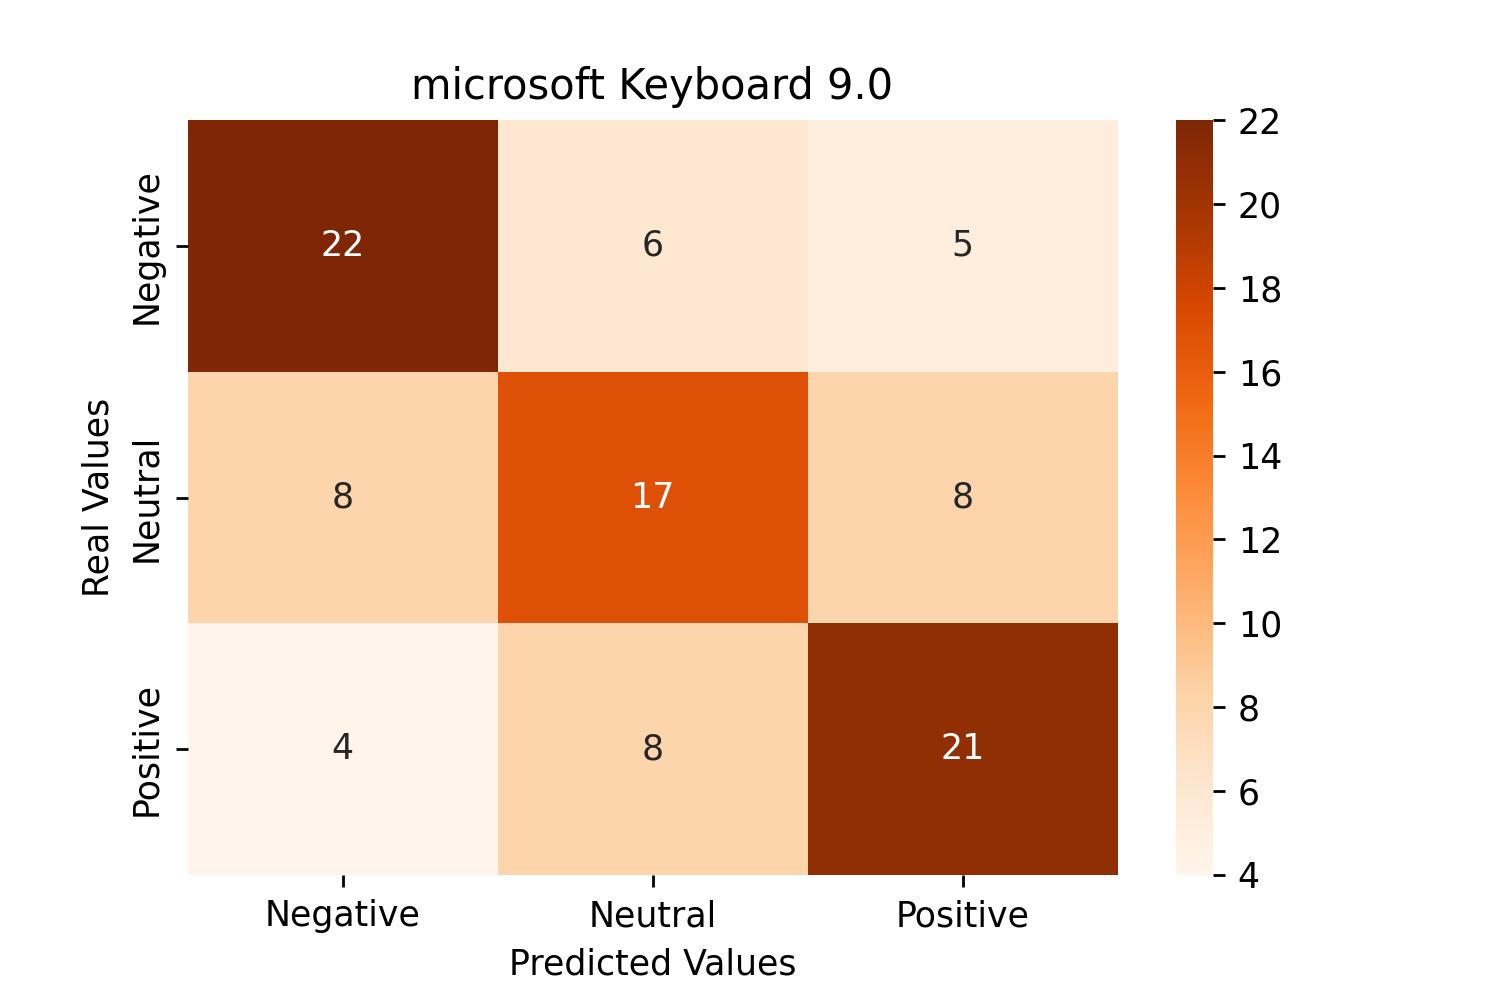 microsoft Keyboard 9.0
Real Values
Negative
22 6 5
Neutral
8 17 8
Positive
4 8 21
Negative Neutral Positive
Predicted Values
22
20
18
16
14
12
10
8
6
4